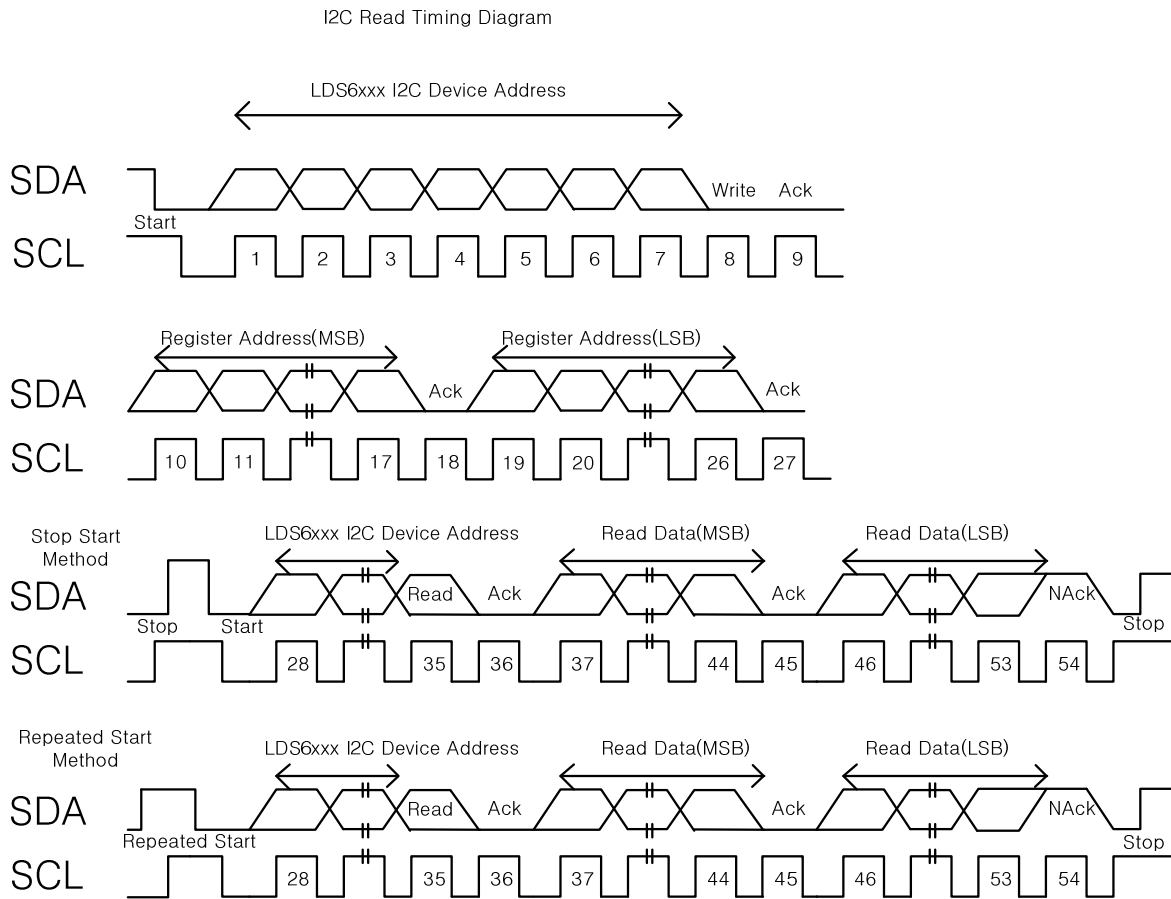 I2C Read Timing Diagram
LDS6xxx I2C Device Address
SDA
Write Ack
Start
SCL
1 2 3 4 5 6 7 8 9
Register Address(MSB) Register Address(LSB)
SDA
Ack Ack
SCL
10 11 17 18 19 20 26 27
Stop Start
Method
LDS6xxx I2C Device Address Read Data(MSB) Read Data(LSB)
SDA
Read Ack Ack NAck
Stop Start Stop
SCL
28 35 36 37 44 45 46 53 54
Repeated Start
Method
LDS6xxx I2C Device Address Read Data(MSB) Read Data(LSB)
SDA
Read Ack Ack NAck
Repeated Start Stop
SCL
28 35 36 37 44 45 46 53 54